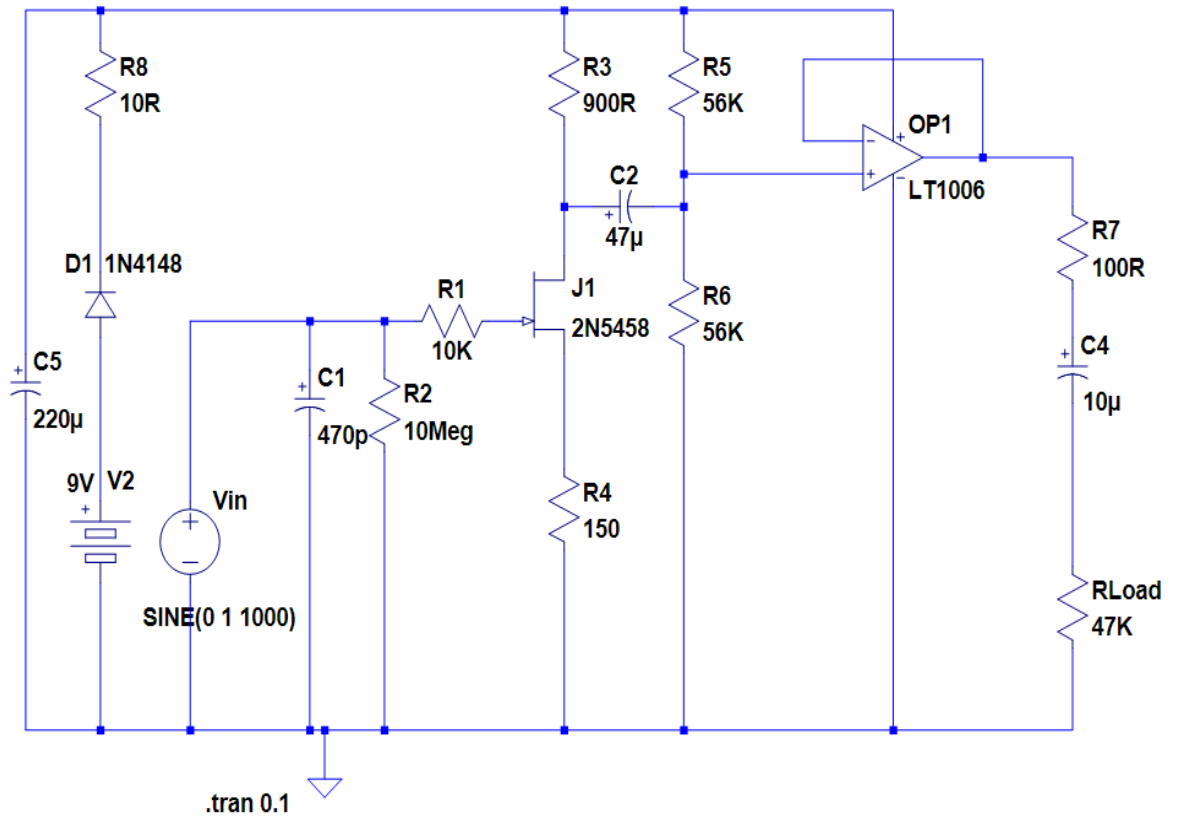 R8
10R
R3
900R
R5
56K
OP1
LT1006
C2
47µ
D1 1N4148
R1
10K
J1
2N5458
R6
56K
R7
100R
C5
220µ
C1
470p
R2
10Meg
C4
10µ
9V V2
Vin
SINE(0 1 1000)
R4
150
RLoad
47K
.tran 0.1